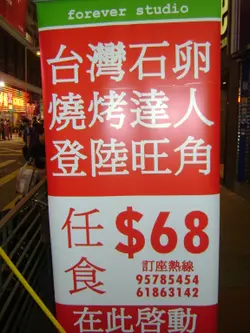 forever studio
台灣石卵
燒烤達人
登陸旺角
任食
$68
訂座熱線
95785454
61863142
在此啓動